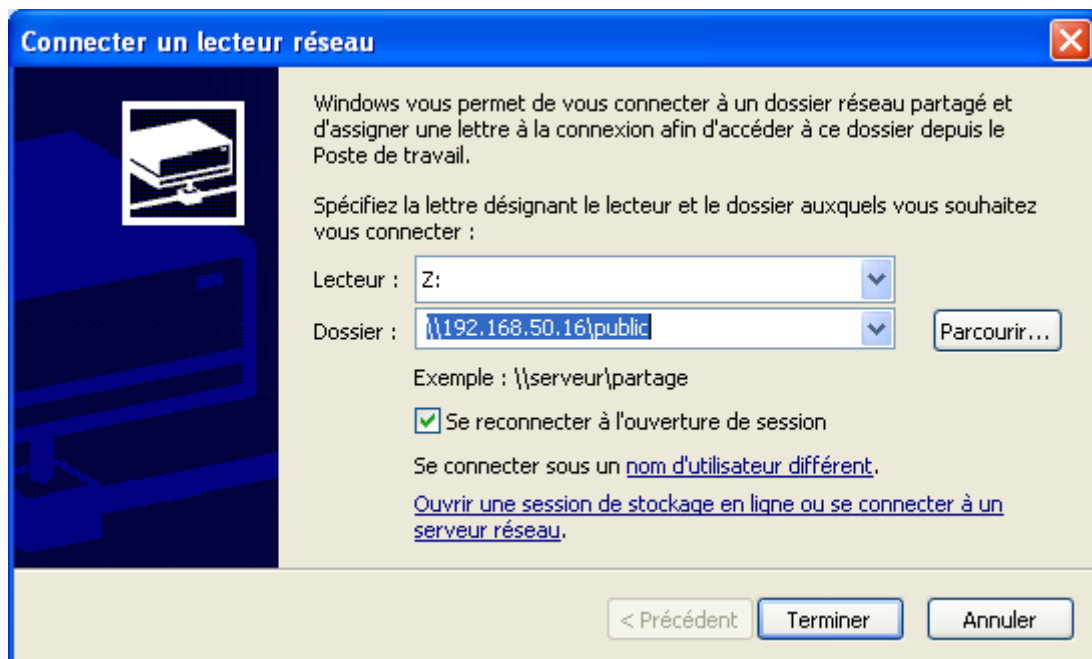 Connecter un lecteur réseau
Windows vous permet de vous connecter à un dossier réseau partagé et
d'assigner une lettre à la connexion afin d'accéder à ce dossier depuis le
Poste de travail.
Spécifiez la lettre désignant le lecteur et le dossier auxquels vous souhaitez
vous connecter :
Lecteur : Z:
Dossier : \\192.168.50.16\public Parcourir...
Exemple : \\serveur\partage
Se reconnecter à l'ouverture de session
Se connecter sous un nom d'utilisateur différent.
Ouvrir une session de stockage en ligne ou se connecter à un
serveur réseau.
< Précédent Terminer Annuler